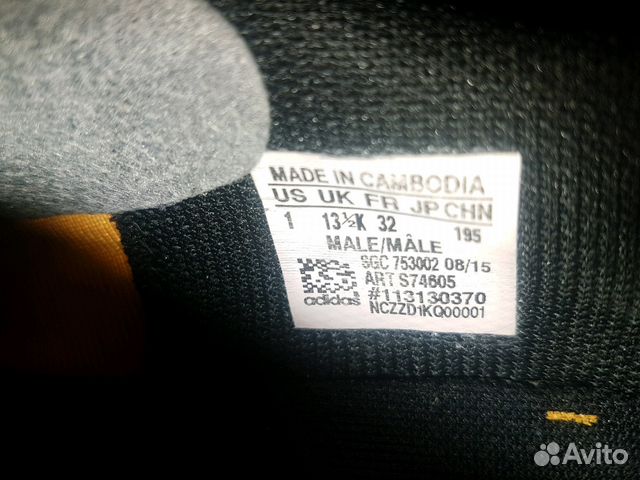 MADE IN CAMBODIA
US UK FR JP CHN
1 13½K 32 195
MALE/MÂLE
SGC 753002 08/15
ART S74605
#113130370
adidas NCZZD1KQ00001
Avito